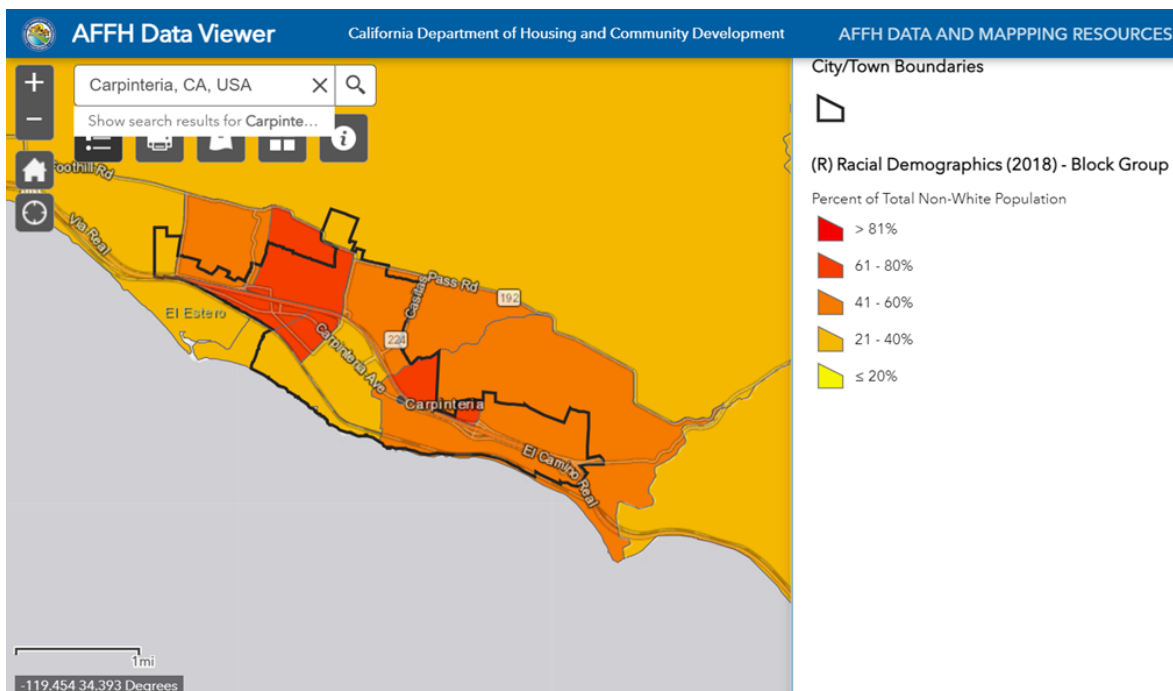 AFFH Data Viewer
California Department of Housing and Community Development
AFFH DATA AND MAPPPING RESOURCES
+
−
Carpinteria, CA, USA
Show search results for Carpinte...
Foothill Rd
Via Real
El Estero
Casitas
Pass Rd
192
224
Carpinteria Ave
Carpinteria
El Camino Real
1mi
-119.454 34.393 Degrees
City/Town Boundaries
(R) Racial Demographics (2018) - Block Group
Percent of Total Non-White Population
> 81%
61 - 80%
41 - 60%
21 - 40%
≤ 20%